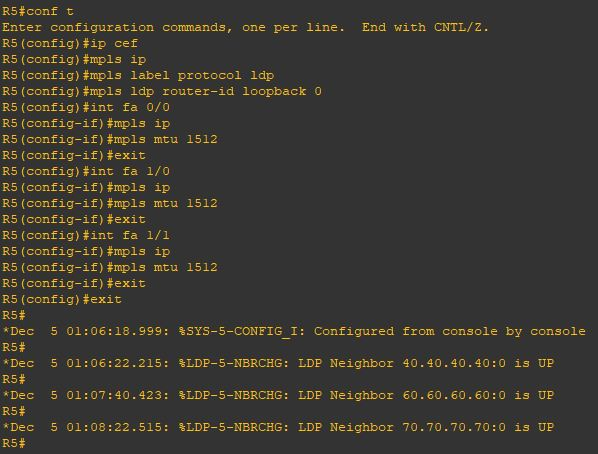 R5#conf t
Enter configuration commands, one per line.  End with CNTL/Z.
R5(config)#ip cef
R5(config)#mpls ip
R5(config)#mpls label protocol ldp
R5(config)#mpls ldp router-id loopback 0
R5(config)#int fa 0/0
R5(config-if)#mpls ip
R5(config-if)#mpls mtu 1512
R5(config-if)#exit
R5(config)#int fa 1/0
R5(config-if)#mpls ip
R5(config-if)#mpls mtu 1512
R5(config-if)#exit
R5(config)#int fa 1/1
R5(config-if)#mpls ip
R5(config-if)#mpls mtu 1512
R5(config-if)#exit
R5(config)#exit
R5#
*Dec  5 01:06:18.999: %SYS-5-CONFIG_I: Configured from console by console
R5#
*Dec  5 01:06:22.215: %LDP-5-NBRCHG: LDP Neighbor 40.40.40.40:0 is UP
R5#
*Dec  5 01:07:40.423: %LDP-5-NBRCHG: LDP Neighbor 60.60.60.60:0 is UP
R5#
*Dec  5 01:08:22.515: %LDP-5-NBRCHG: LDP Neighbor 70.70.70.70:0 is UP
R5#